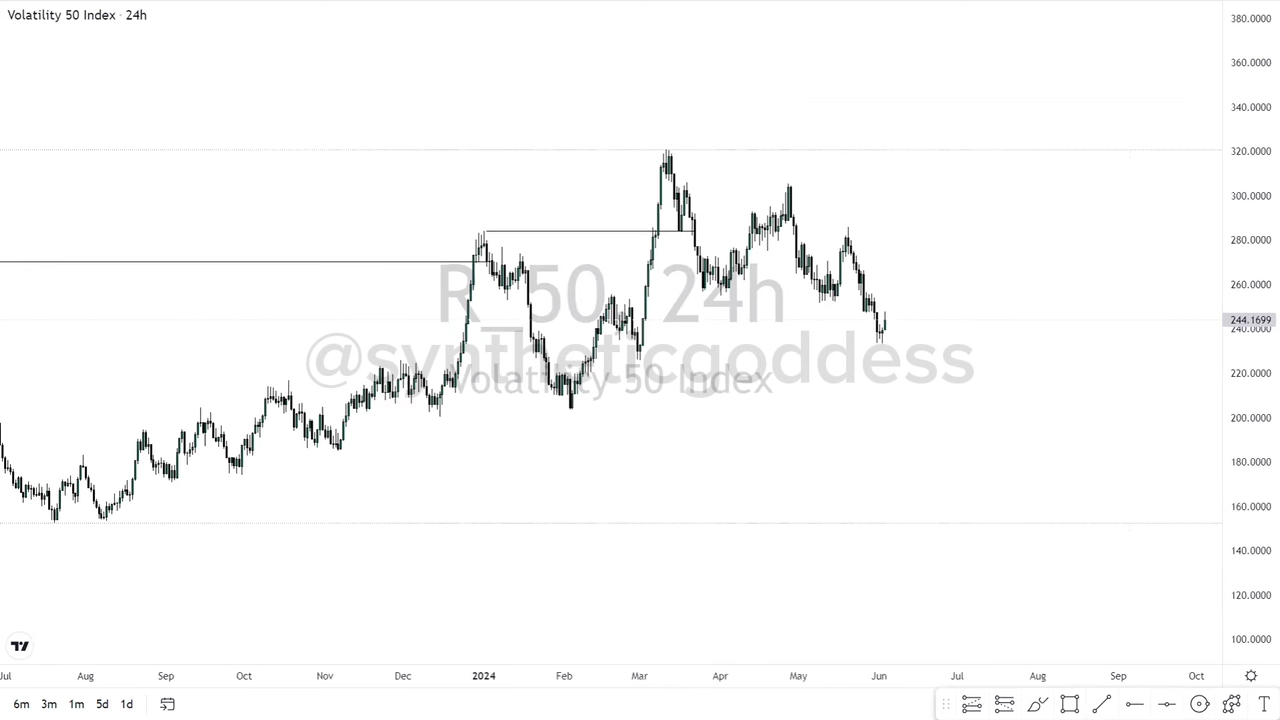 Volatility 50 Index · 24h
380.0000
360.0000
340.0000
320.0000
300.0000
280.0000
260.0000
244.1699
240.0000
220.0000
200.0000
180.0000
160.0000
140.0000
120.0000
100.0000
R_50, 24h
@syntheticgoddess
Volatility 50 Index
Jul Aug Sep Oct Nov Dec 2024 Feb Mar Apr May Jun Jul Aug Sep Oct
6m 3m 1m 5d 1d